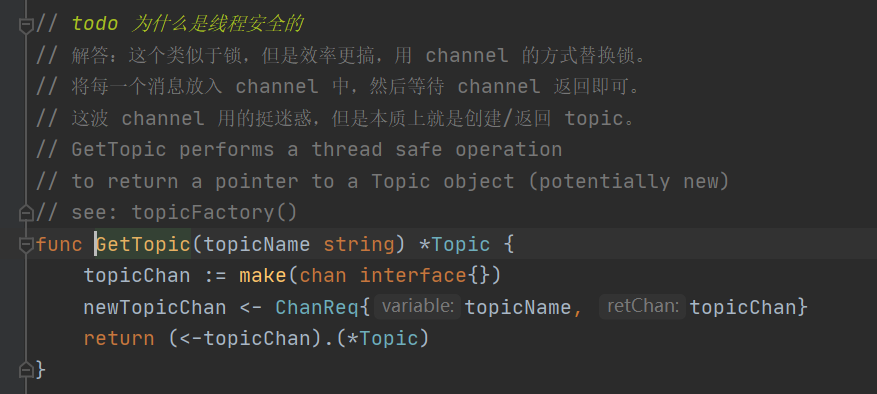 // todo 为什么是线程安全的
// 解答：这个类似于锁，但是效率更搞，用 channel 的方式替换锁。
// 将每一个消息放入 channel 中，然后等待 channel 返回即可。
// 这波 channel 用的挺迷惑，但是本质上就是创建/返回 topic。
// GetTopic performs a thread safe operation
// to return a pointer to a Topic object (potentially new)
// see: topicFactory()
func GetTopic(topicName string) *Topic {
    topicChan := make(chan interface{})
    newTopicChan <- ChanReq{ variable: topicName, retChan: topicChan}
    return (<-topicChan).(*Topic)
}